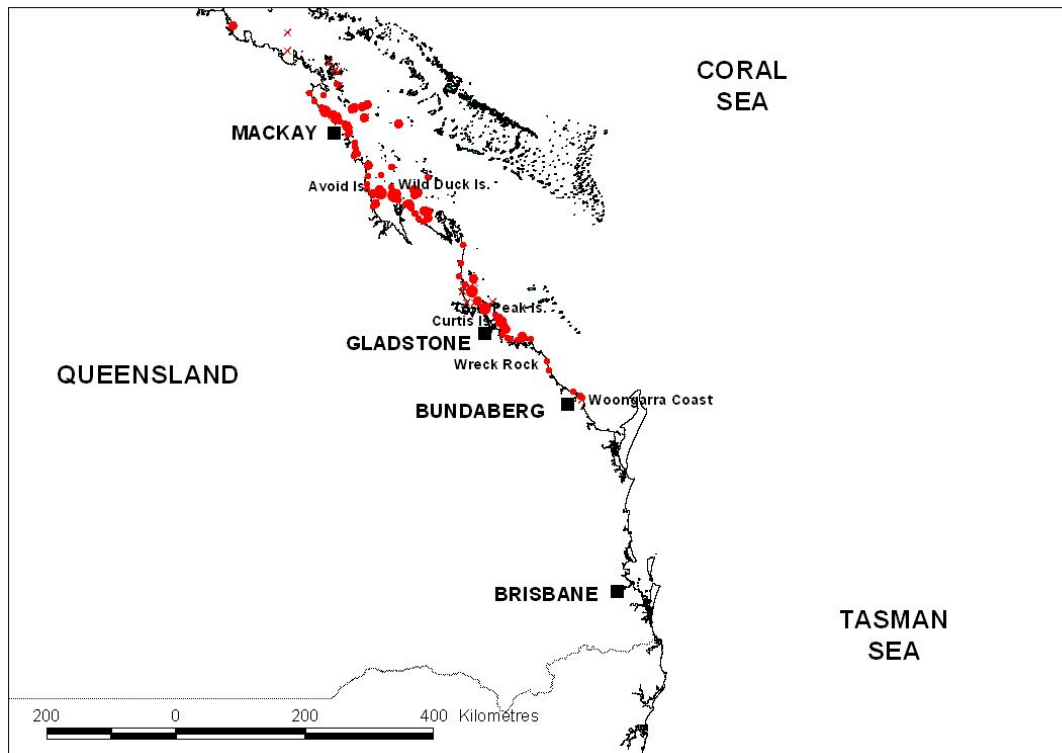 CORAL
SEA
MACKAY
Avoid Is.
Wild Duck Is.
Peak Is.
Curtis Is.
GLADSTONE
Wreck Rock
QUEENSLAND
Woongarra Coast
BUNDABERG
BRISBANE
TASMAN
SEA
200 0 200 400 Kilometres